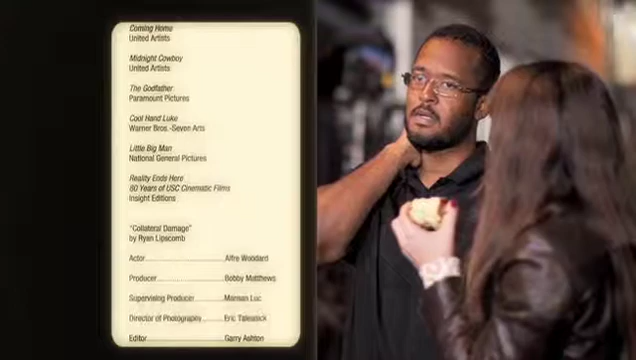 Coming Home
United Artists
Midnight Cowboy
United Artists
The Godfather
Paramount Pictures
Cool Hand Luke
Warner Bros.-Seven Arts
Little Big Man
National General Pictures
Reality Ends Here
80 Years of USC Cinematic Films
Insight Editions
"Collateral Damage"
by Ryan Lipscomb
Actor Alfre Woodard
Producer Bobby Matthews
Supervising Producer
Director of Photography Eric
Editor Garry Ashton